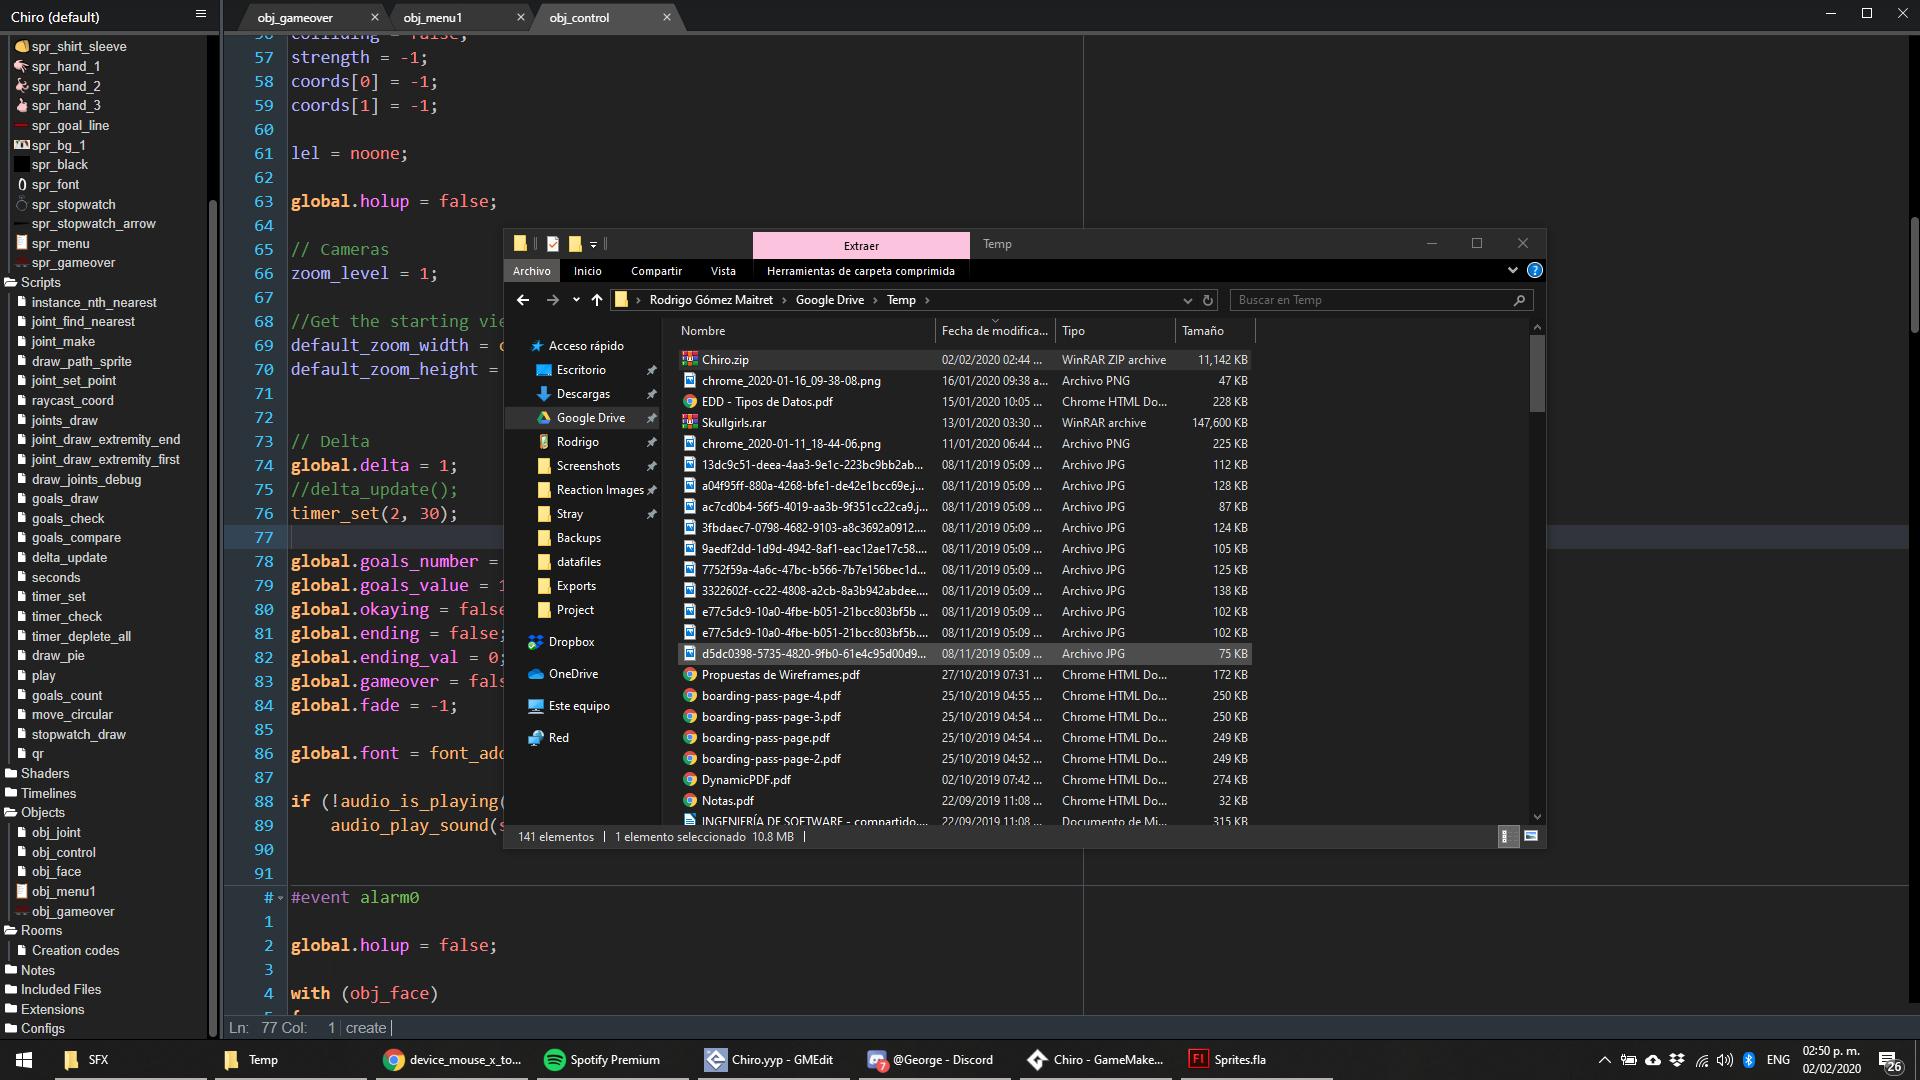 Chiro (default)
obj_gameover
obj_menu1
obj_control
spr_shirt_sleeve
spr_hand_1
spr_hand_2
spr_hand_3
spr_goal_line
spr_bg_1
spr_black
spr_font
spr_stopwatch
spr_stopwatch_arrow
spr_menu
spr_gameover
Scripts
instance_nth_nearest
joint_find_nearest
joint_make
draw_path_sprite
joint_set_point
raycast_coord
joints_draw
joint_draw_extremity_end
joint_draw_extremity_first
draw_joints_debug
goals_draw
goals_check
goals_compare
delta_update
seconds
timer_set
timer_check
timer_deplete_all
draw_pie
play
goals_count
move_circular
stopwatch_draw
qr
Shaders
Timelines
Objects
obj_joint
obj_control
obj_face
obj_menu1
obj_gameover
Rooms
Creation codes
Notes
Included Files
Extensions
Configs
56 colliding = false;
57 strength = -1;
58 coords[0] = -1;
59 coords[1] = -1;
60
61 lel = noone;
62
63 global.holup = false;
64
65 // Cameras
66 zoom_level = 1;
67
68 //Get the starting vie
69 default_zoom_width =
70 default_zoom_height =
71
72
73 // Delta
74 global.delta = 1;
75 //delta_update();
76 timer_set(2, 30);
77
78 global.goals_number =
79 global.goals_value = 1
80 global.okaying = false
81 global.ending = false;
82 global.ending_val = 0;
83 global.gameover = fals
84 global.fade = -1;
85
86 global.font = font_add
87
88 if (!audio_is_playing(
89 audio_play_sound(s
90
91
# #event alarm0
1
2 global.holup = false;
3
4 with (obj_face)
5 {
Ln: 77 Col: 1 create
Extraer
Temp
Archivo Inicio Compartir Vista Herramientas de carpeta comprimida
Rodrigo Gómez Maitret › Google Drive › Temp ›
Buscar en Temp
Acceso rápido
Escritorio
Descargas
Google Drive
Rodrigo
Screenshots
Reaction Images
Stray
Backups
datafiles
Exports
Project
Dropbox
OneDrive
Este equipo
Red
Nombre Fecha de modifica... Tipo Tamaño
Chiro.zip 02/02/2020 02:44 ... WinRAR ZIP archive 11,142 KB
chrome_2020-01-16_09-38-08.png 16/01/2020 09:38 a... Archivo PNG 47 KB
EDD - Tipos de Datos.pdf 15/01/2020 10:05 ... Chrome HTML Do... 228 KB
Skullgirls.rar 13/01/2020 03:30 ... WinRAR archive 147,600 KB
chrome_2020-01-11_18-44-06.png 11/01/2020 06:44 ... Archivo PNG 225 KB
13dc9c51-deea-4aa3-9e1c-223bc9bb2ab... 08/11/2019 05:09 ... Archivo JPG 112 KB
a04f95ff-880a-4268-bfe1-de42e1bcc69e.j... 08/11/2019 05:09 ... Archivo JPG 128 KB
ac7cd0b4-56f5-4019-aa3b-9f351cc22ca9.j... 08/11/2019 05:09 ... Archivo JPG 87 KB
3fbdaec7-0798-4682-9103-a8c3692a0912.... 08/11/2019 05:09 ... Archivo JPG 124 KB
9aedf2dd-1d9d-4942-8af1-eac12ae17c58.... 08/11/2019 05:09 ... Archivo JPG 105 KB
7752f59a-4a6c-47bc-b566-7b7e156bec1d... 08/11/2019 05:09 ... Archivo JPG 125 KB
3322602f-cc22-4808-a2cb-8a3b942abdee.... 08/11/2019 05:09 ... Archivo JPG 138 KB
e77c5dc9-10a0-4fbe-b051-21bcc803bf5b ... 08/11/2019 05:09 ... Archivo JPG 102 KB
e77c5dc9-10a0-4fbe-b051-21bcc803bf5b.... 08/11/2019 05:09 ... Archivo JPG 102 KB
d5dc0398-5735-4820-9fb0-61e4c95d00d9... 08/11/2019 05:09 ... Archivo JPG 75 KB
Propuestas de Wireframes.pdf 27/10/2019 07:31 ... Chrome HTML Do... 172 KB
boarding-pass-page-4.pdf 25/10/2019 04:55 ... Chrome HTML Do... 250 KB
boarding-pass-page-3.pdf 25/10/2019 04:54 ... Chrome HTML Do... 250 KB
boarding-pass-page.pdf 25/10/2019 04:54 ... Chrome HTML Do... 249 KB
boarding-pass-page-2.pdf 25/10/2019 04:52 ... Chrome HTML Do... 249 KB
DynamicPDF.pdf 02/10/2019 07:42 ... Chrome HTML Do... 274 KB
Notas.pdf 22/09/2019 11:08 ... Chrome HTML Do... 32 KB
INGENIERÍA DE SOFTWARE - compartido.... 22/09/2019 11:08 ... Documento de Mi... 315 KB
141 elementos 1 elemento seleccionado 10.8 MB
SFX
Temp
device_mouse_x_to...
Spotify Premium
Chiro.yyp - GMEdit
7
@George - Discord
Chiro - GameMake...
Fl
Sprites.fla
ENG
02:50 p. m.
02/02/2020
26